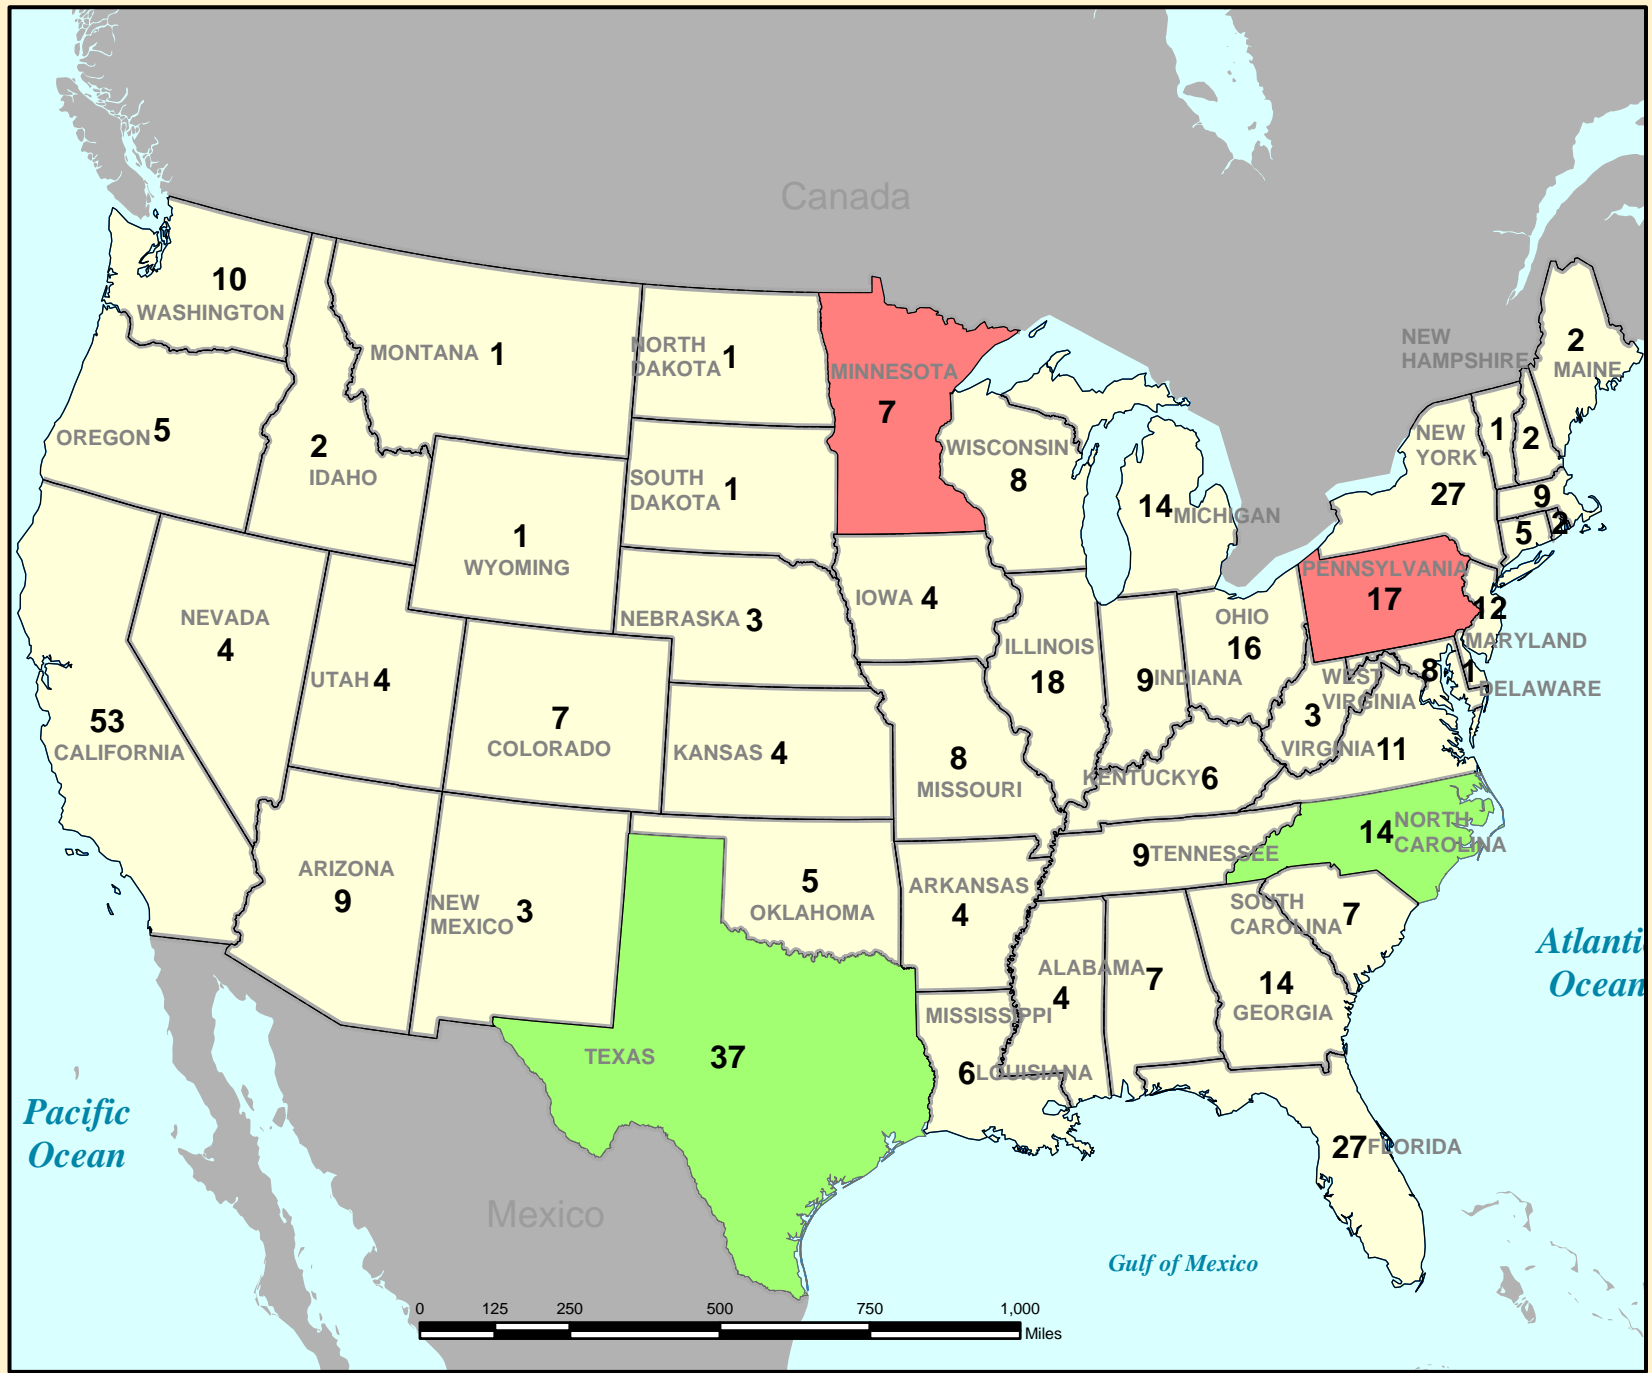 Canada
10
WASHINGTON
MONTANA 1
NORTH
DAKOTA 1
MINNESOTA
7
NEW
HAMPSHIRE
2
MAINE
OREGON 5
2
IDAHO
SOUTH
DAKOTA 1
WISCONSIN
8
14 MICHIGAN
NEW
YORK
27
1
2
9
5
2
1
WYOMING
NEVADA
4
UTAH 4
NEBRASKA 3
IOWA 4
ILLINOIS
18
9 INDIANA
OHIO
16
PENNSYLVANIA
17
12
MARYLAND
8
1
DELAWARE
WEST
VIRGINIA
3
VIRGINIA 11
53
CALIFORNIA
7
COLORADO
KANSAS 4
8
MISSOURI
KENTUCKY 6
14 NORTH
CAROLINA
9 TENNESSEE
ARIZONA
9
NEW
MEXICO 3
5
OKLAHOMA
ARKANSAS
4
SOUTH
CAROLINA 7
ALABAMA
4
7
14
GEORGIA
MISSISSIPPI
TEXAS 37
6 LOUISIANA
27 FLORIDA
Atlanti
Ocean
Pacific
Ocean
Mexico
Gulf of Mexico
0 125 250 500 750 1,000
Miles